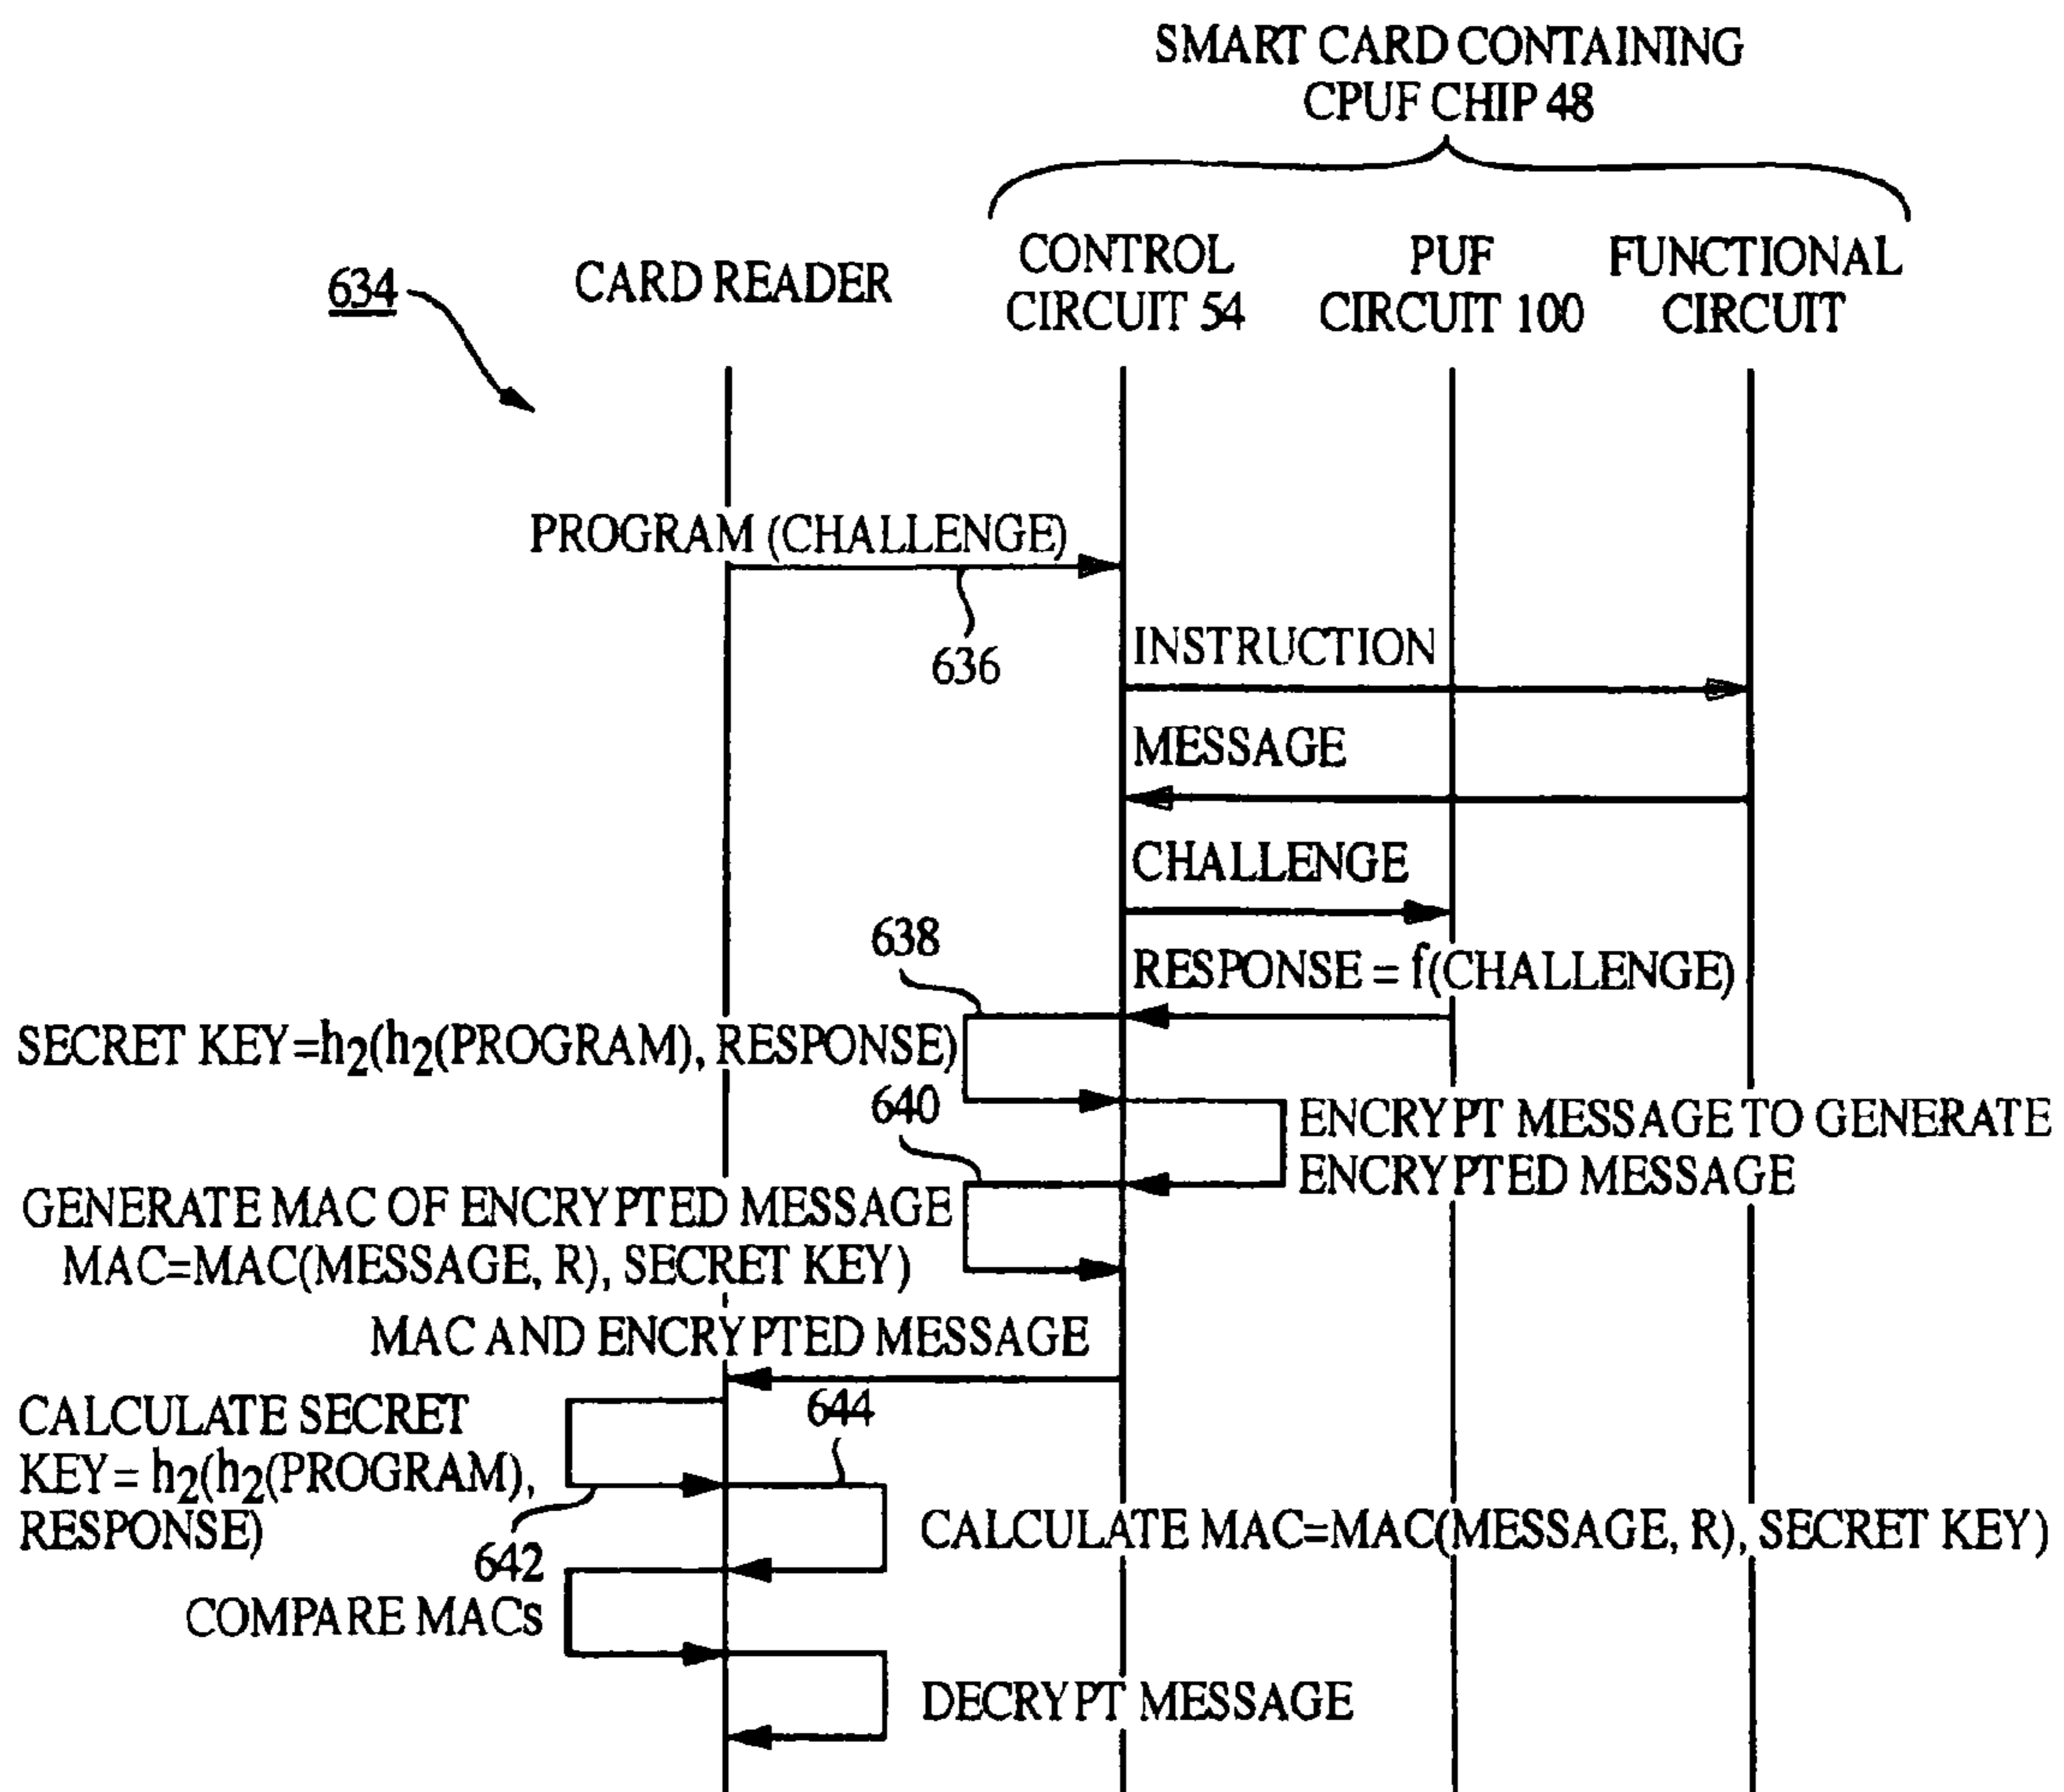 SMART CARD CONTAINING
CPUF CHIP 48
634
CARD READER
CONTROL
CIRCUIT 54
PUF
CIRCUIT 100
FUNCTIONAL
CIRCUIT
PROGRAM (CHALLENGE)
636
INSTRUCTION
MESSAGE
CHALLENGE
638
RESPONSE = f(CHALLENGE)
SECRET KEY=h2(h2(PROGRAM), RESPONSE)
640
ENCRYPT MESSAGE TO GENERATE
ENCRYPTED MESSAGE
GENERATE MAC OF ENCRYPTED MESSAGE
MAC=MAC(MESSAGE, R), SECRET KEY)
MAC AND ENCRYPTED MESSAGE
644
CALCULATE SECRET
KEY= h2(h2(PROGRAM),
RESPONSE)
642
CALCULATE MAC=MAC(MESSAGE, R), SECRET KEY)
COMPARE MACs
DECRYPT MESSAGE